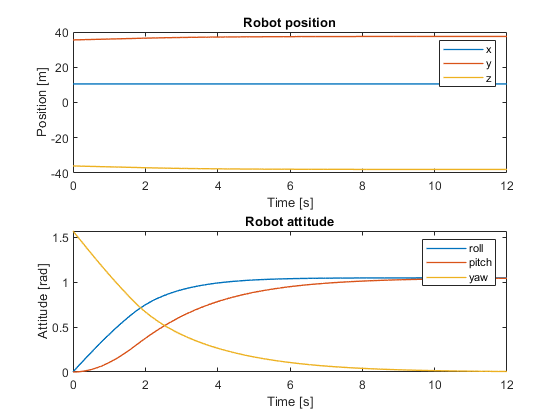 Robot position
40
20
0
-20
-40
Position [m]
x
y
z
0 2 4 6 8 10 12
Time [s]
Robot attitude
1.5
1
0.5
0
Attitude [rad]
roll
pitch
yaw
0 2 4 6 8 10 12
Time [s]